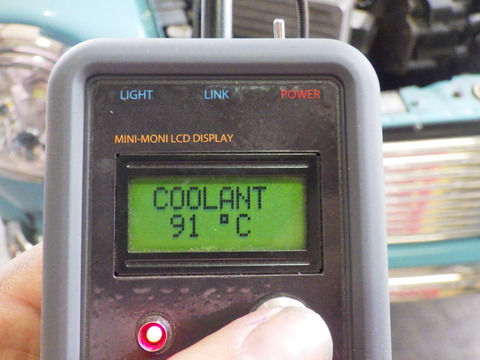 LIGHT LINK POWER
MINI-MONI LCD DISPLAY
COOLANT
91 °C